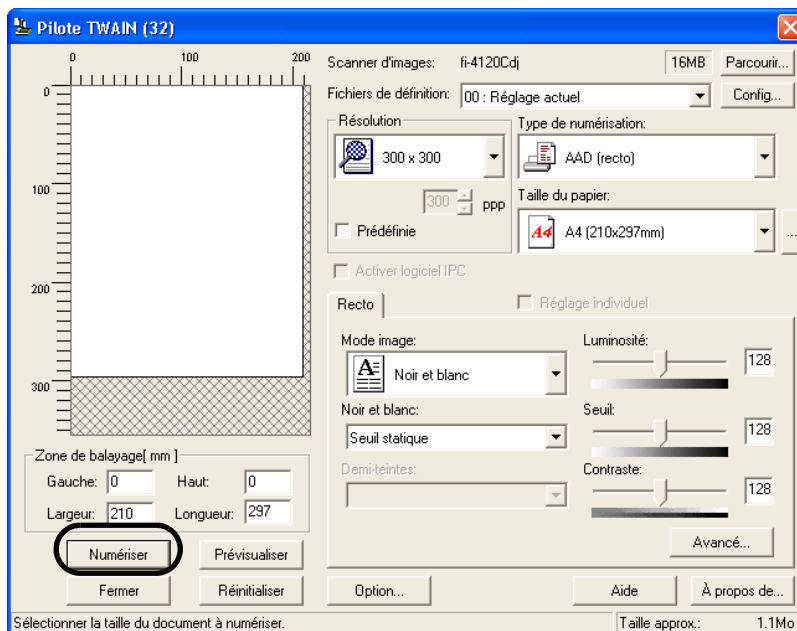 Pilote TWAIN (32)
0 100 200
0
100
200
300
Scanner d'images: fi-4120Cdj 16MB Parcourir...
Fichiers de définition: 00 : Réglage actuel Config...
Résolution
300 x 300
300 ppp
Prédéfinie
Type de numérisation:
AAD (recto)
Taille du papier:
A4 A4 (210x297mm) ...
Activer logiciel IPC
Recto
Réglage individuel
Mode image:
A Noir et blanc
Noir et blanc:
Seuil statique
Demi-teintes:
Luminosité:
128
Seuil:
128
Contraste:
128
Avancé...
Zone de balayage[ mm ]
Gauche: 0 Haut: 0
Largeur: 210 Longueur: 297
Numériser Prévisualiser
Fermer Réinitialiser Option... Aide À propos de...
Sélectionner la taille du document à numériser. Taille approx.: 1.1Mo